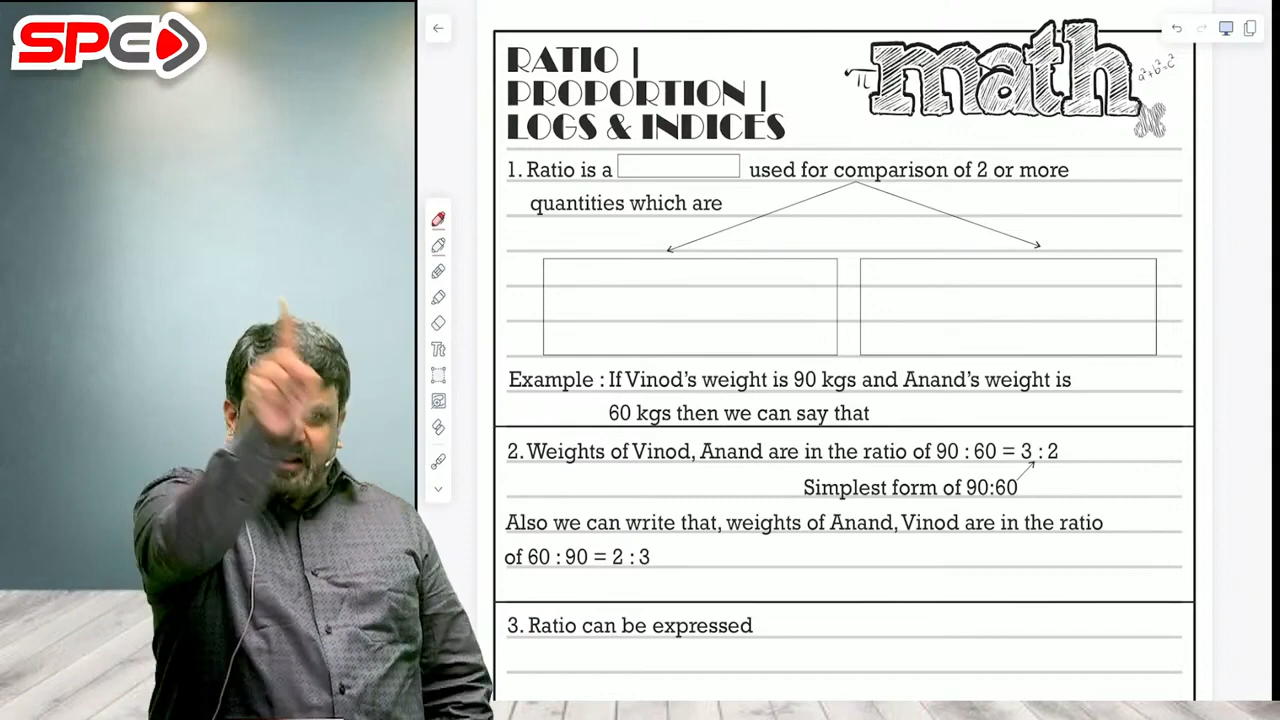 SPED
RATIO |
PROPORTION |
LOGS & INDICES
π math a²+b²=c²
1. Ratio is a used for comparison of 2 or more
quantities which are
Example : If Vinod's weight is 90 kgs and Anand's weight is
60 kgs then we can say that
2. Weights of Vinod, Anand are in the ratio of 90 : 60 = 3 : 2
Simplest form of 90:60
Also we can write that, weights of Anand, Vinod are in the ratio
of 60 : 90 = 2 : 3
3. Ratio can be expressed
Tt